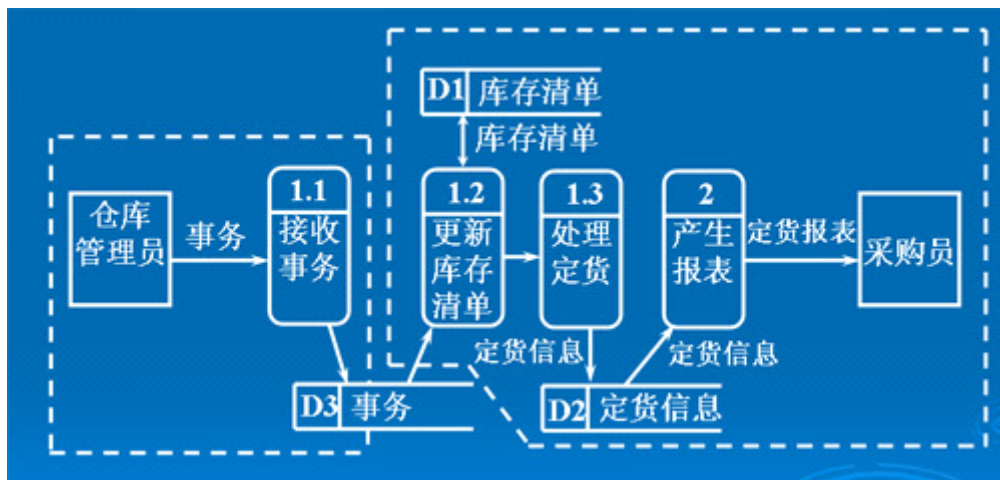 D1 库存清单
库存清单
仓库
管理员
事务
1.1
接收
事务
1.2
更新
库存
清单
1.3
处理
定货
2
产生
报表
定货报表
采购员
定货信息
定货信息
D3 事务
D2 定货信息